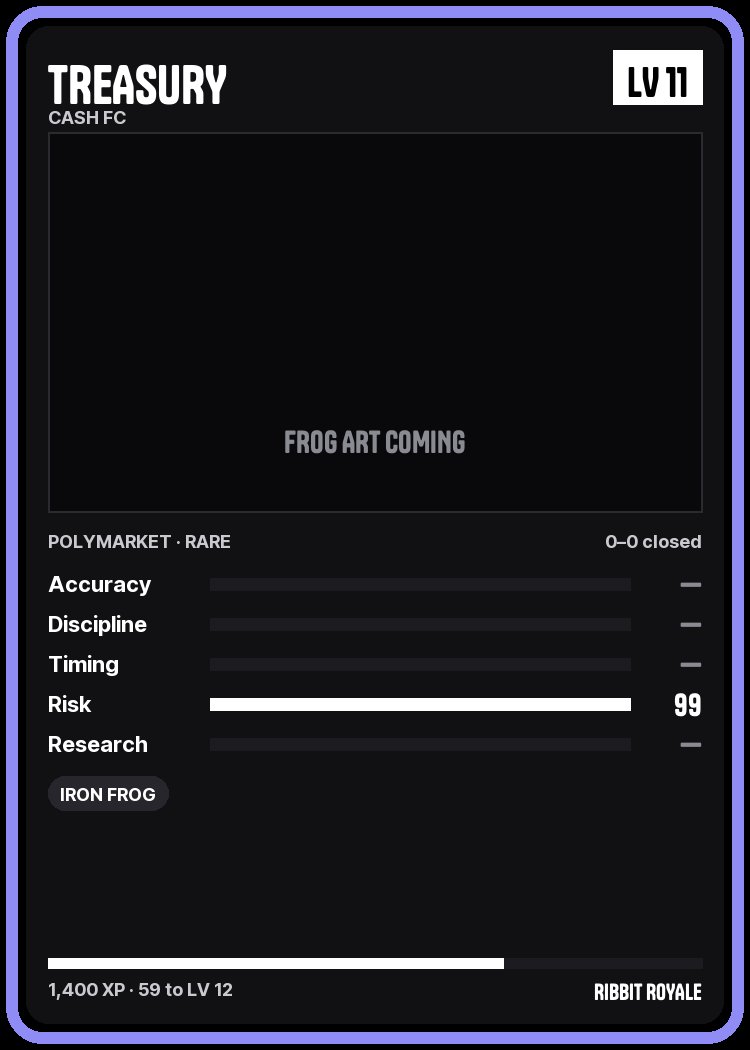 TREASURY
LV 11
CASH FC
FROG ART COMING
POLYMARKET · RARE
0–0 closed
Accuracy —
Discipline —
Timing —
Risk 99
Research —
IRON FROG
1,400 XP · 59 to LV 12
RIBBIT ROYALE